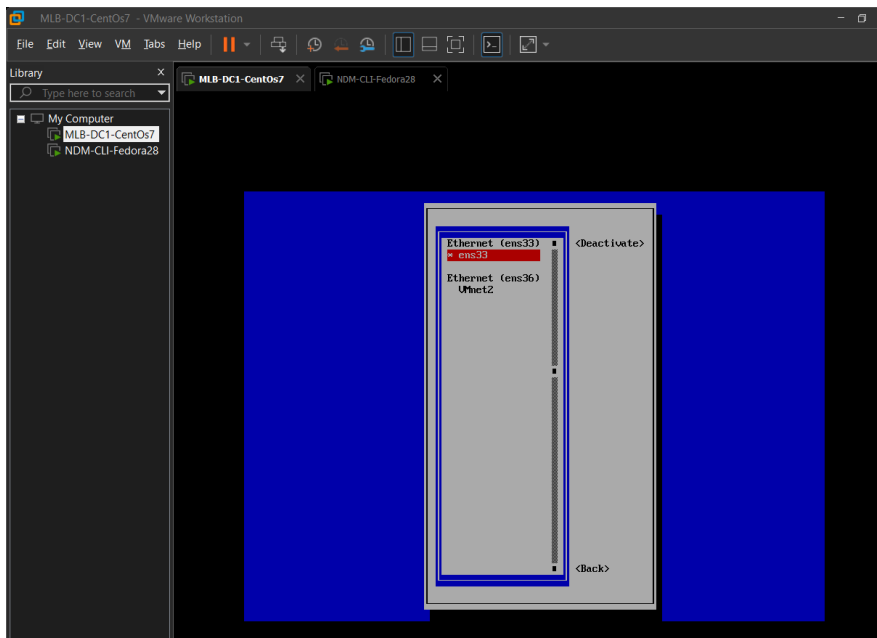 MLB-DC1-CentOs7 - VMware Workstation
File Edit View VM Tabs Help
Library X
Type here to search
My Computer
MLB-DC1-CentOs7
NDM-CLI-Fedora28
MLB-DC1-CentOs7
NDM-CLI-Fedora28
Ethernet (ens33) <Deactivate>
* ens33
Ethernet (ens36)
VMnet2
<Back>